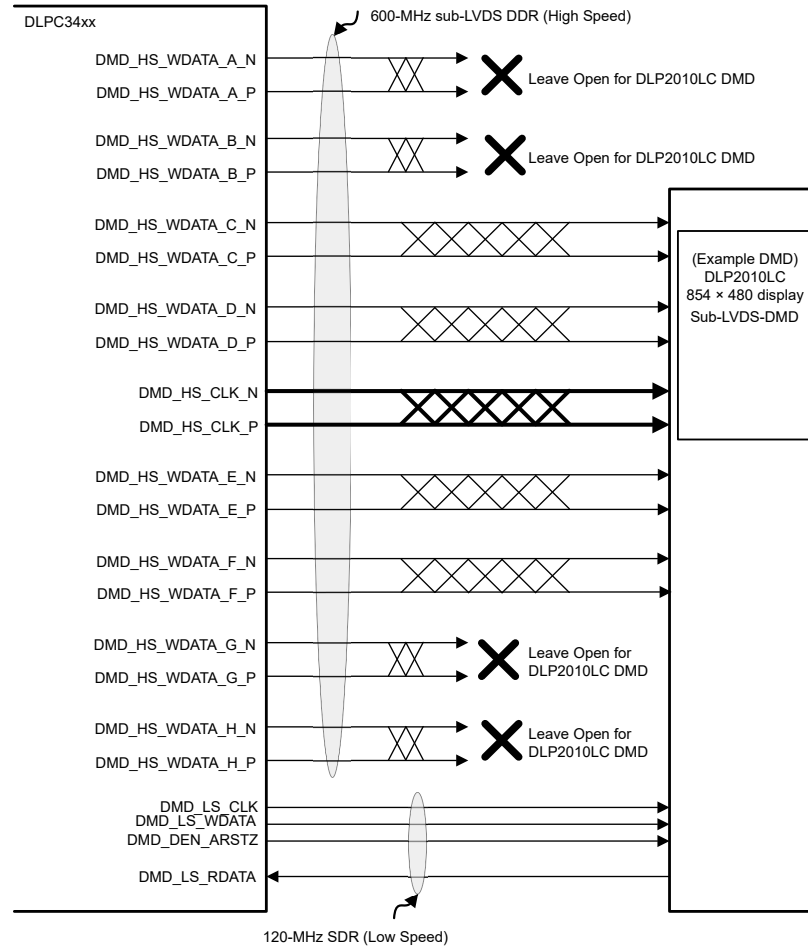 600-MHz sub-LVDS DDR (High Speed)
DLPC34xx
DMD_HS_WDATA_A_N
DMD_HS_WDATA_A_P
Leave Open for DLP2010LC DMD
DMD_HS_WDATA_B_N
DMD_HS_WDATA_B_P
Leave Open for DLP2010LC DMD
DMD_HS_WDATA_C_N
DMD_HS_WDATA_C_P
(Example DMD)
DLP2010LC
854 × 480 display
Sub-LVDS-DMD
DMD_HS_WDATA_D_N
DMD_HS_WDATA_D_P
DMD_HS_CLK_N
DMD_HS_CLK_P
DMD_HS_WDATA_E_N
DMD_HS_WDATA_E_P
DMD_HS_WDATA_F_N
DMD_HS_WDATA_F_P
DMD_HS_WDATA_G_N
DMD_HS_WDATA_G_P
Leave Open for
DLP2010LC DMD
DMD_HS_WDATA_H_N
DMD_HS_WDATA_H_P
Leave Open for
DLP2010LC DMD
DMD_LS_CLK
DMD_LS_WDATA
DMD_DEN_ARSTZ
DMD_LS_RDATA
120-MHz SDR (Low Speed)